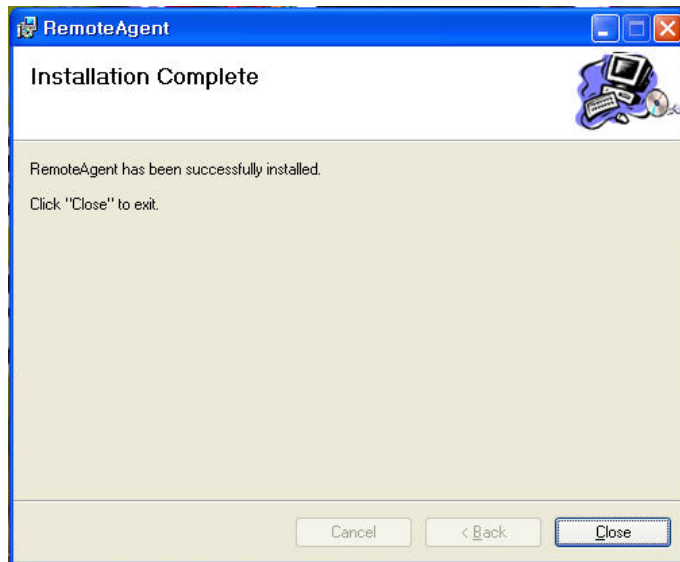 RemoteAgent
Installation Complete
RemoteAgent has been successfully installed.
Click "Close" to exit.
Cancel
< Back
Close